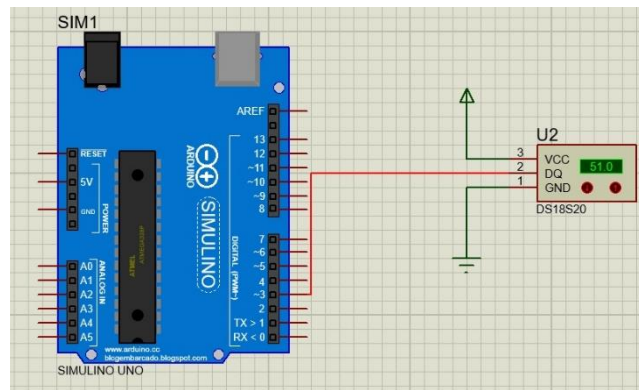 SIM1
AREF
13
12
~11
~10
~9
8
7
~6
~5
4
~3
2
TX > 1
RX < 0
RESET
5V
GND
POWER
A0
A1
A2
A3
A4
A5
ANALOG IN
ATMEL
ATMEGA328P
ARDUINO
SIMULINO
DIGITAL (PWM~)
www.arduino.cc
blogembarcado.blogspot.com
SIMULINO UNO
U2
3 VCC
2 DQ
1 GND
51.0
DS18S20